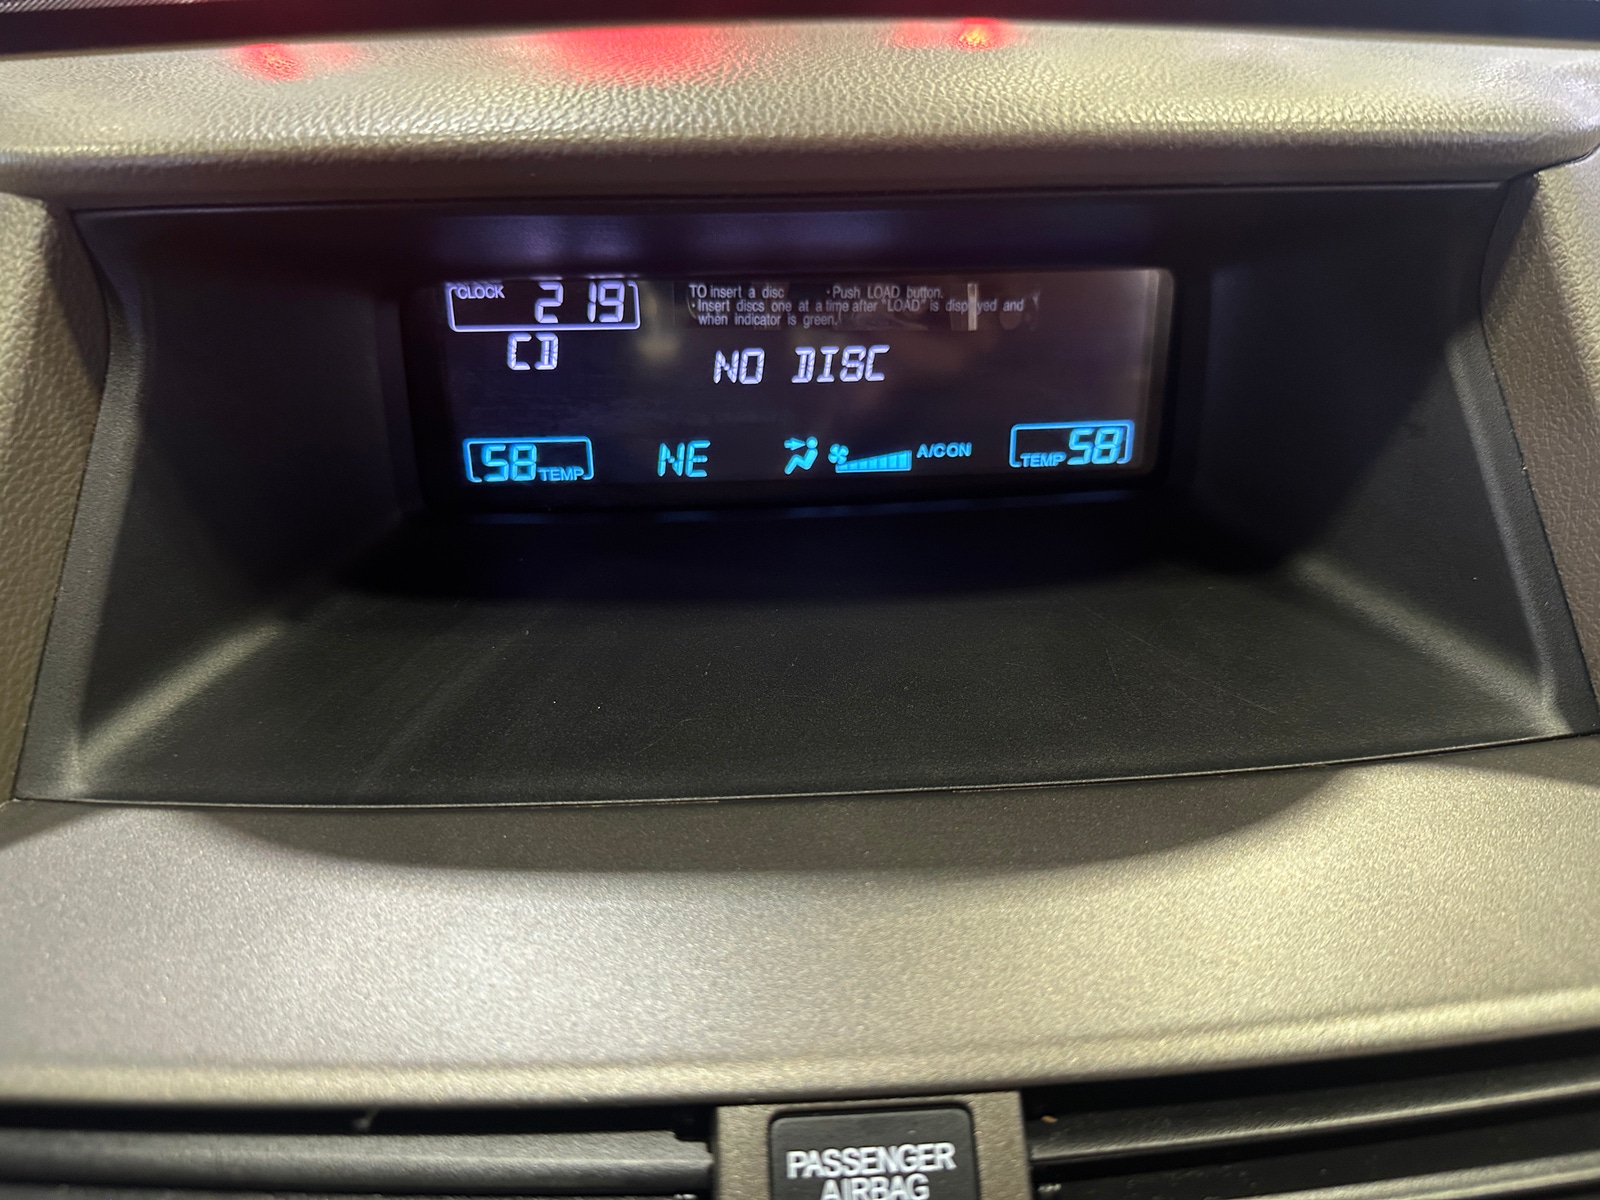 CLOCK 2 19
TO insert a disc ·Push LOAD button.
·Insert discs one at a time after "LOAD" is displayed and
when indicator is green.
CD NO DISC
58 TEMP NE A/CON TEMP 58
PASSENGER
AIRBAG